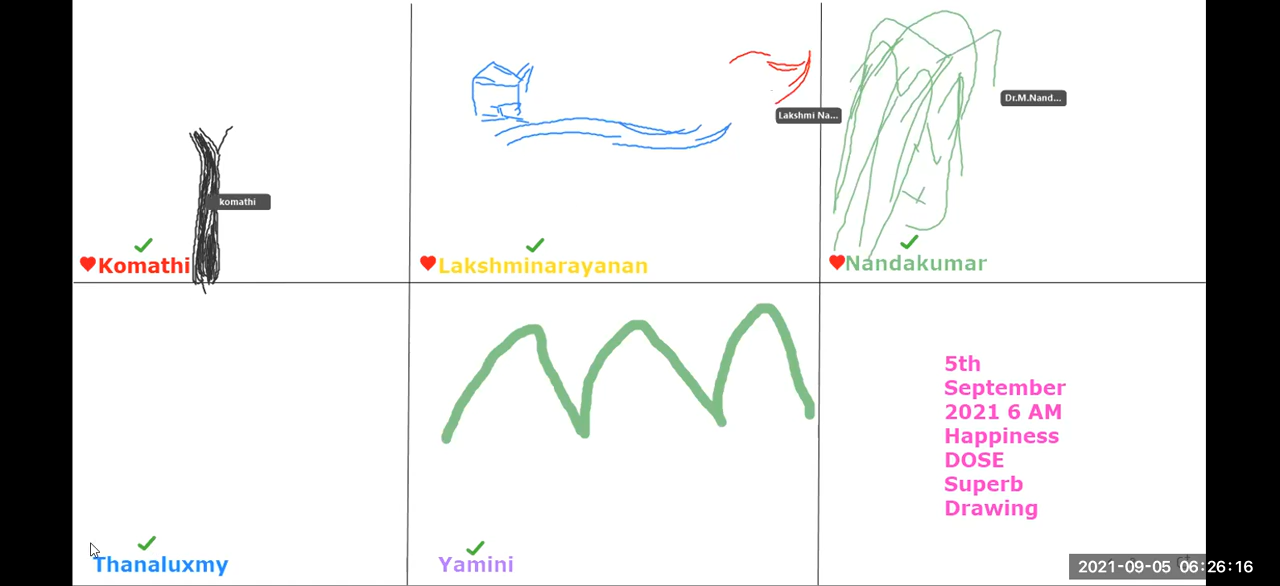 Dr.M.Nand...
Lakshmi Na...
komathi
Komathi
Lakshminarayanan
Nandakumar
5th
September
2021 6 AM
Happiness
DOSE
Superb
Drawing
Thanaluxmy
Yamini
2021-09-05 06:26:16